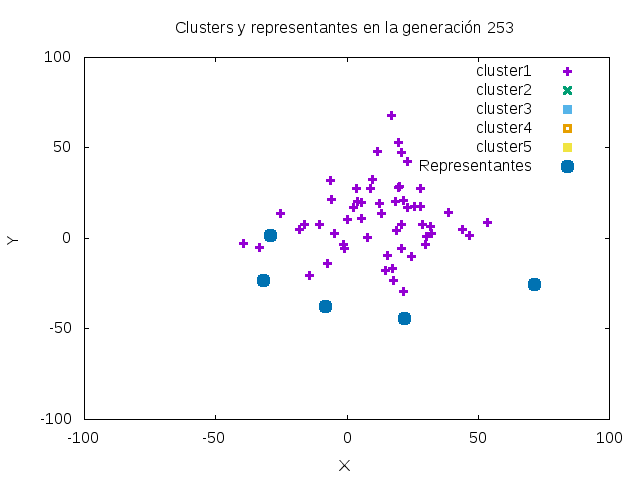 Clusters y representantes en la generación 253
cluster1
cluster2
cluster3
cluster4
cluster5
Representantes
100
50
0
-50
-100
Y
-100
-50
0
50
100
X